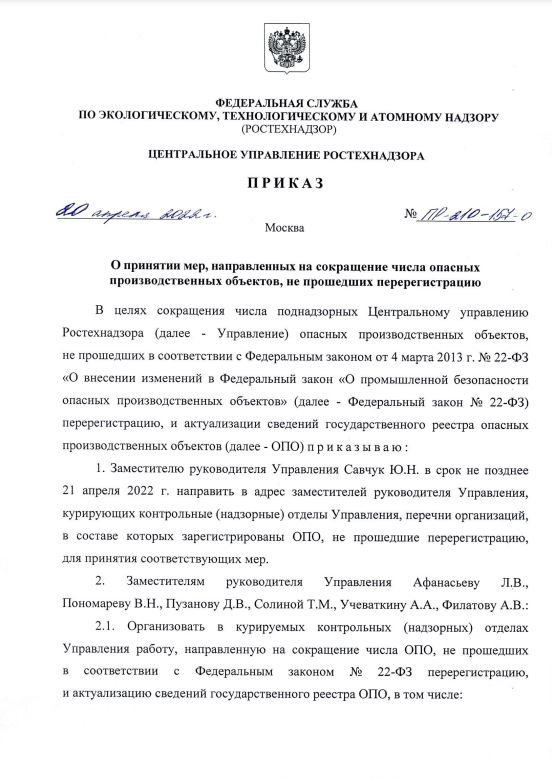 ФЕДЕРАЛЬНАЯ СЛУЖБА
ПО ЭКОЛОГИЧЕСКОМУ, ТЕХНОЛОГИЧЕСКОМУ И АТОМНОМУ НАДЗОРУ
(РОСТЕХНАДЗОР)
ЦЕНТРАЛЬНОЕ УПРАВЛЕНИЕ РОСТЕХНАДЗОРА
П Р И К А З
20 апреля 2022 г. № ПР-210-157-о
Москва
О принятии мер, направленных на сокращение числа опасных
производственных объектов, не прошедших перерегистрацию
В целях сокращения числа поднадзорных Центральному управлению
Ростехнадзора (далее - Управление) опасных производственных объектов,
не прошедших в соответствии с Федеральным законом от 4 марта 2013 г. № 22-ФЗ
«О внесении изменений в Федеральный закон «О промышленной безопасности
опасных производственных объектов» (далее - Федеральный закон № 22-ФЗ)
перерегистрацию, и актуализации сведений государственного реестра опасных
производственных объектов (далее - ОПО) п р и к а з ы в а ю :
1. Заместителю руководителя Управления Савчук Ю.Н. в срок не позднее
21 апреля 2022 г. направить в адрес заместителей руководителя Управления,
курирующих контрольные (надзорные) отделы Управления, перечни организаций,
в составе которых зарегистрированы ОПО, не прошедшие перерегистрацию,
для принятия соответствующих мер.
2. Заместителям руководителя Управления Афанасьеву Л.В.,
Пономареву В.Н., Пузанову Д.В., Солиной Т.М., Учеваткину А.А., Филатову А.В.:
2.1. Организовать в курируемых контрольных (надзорных) отделах
Управления работу, направленную на сокращение числа ОПО, не прошедших
в соответствии с Федеральным законом № 22-ФЗ перерегистрацию,
и актуализацию сведений государственного реестра ОПО, в том числе: